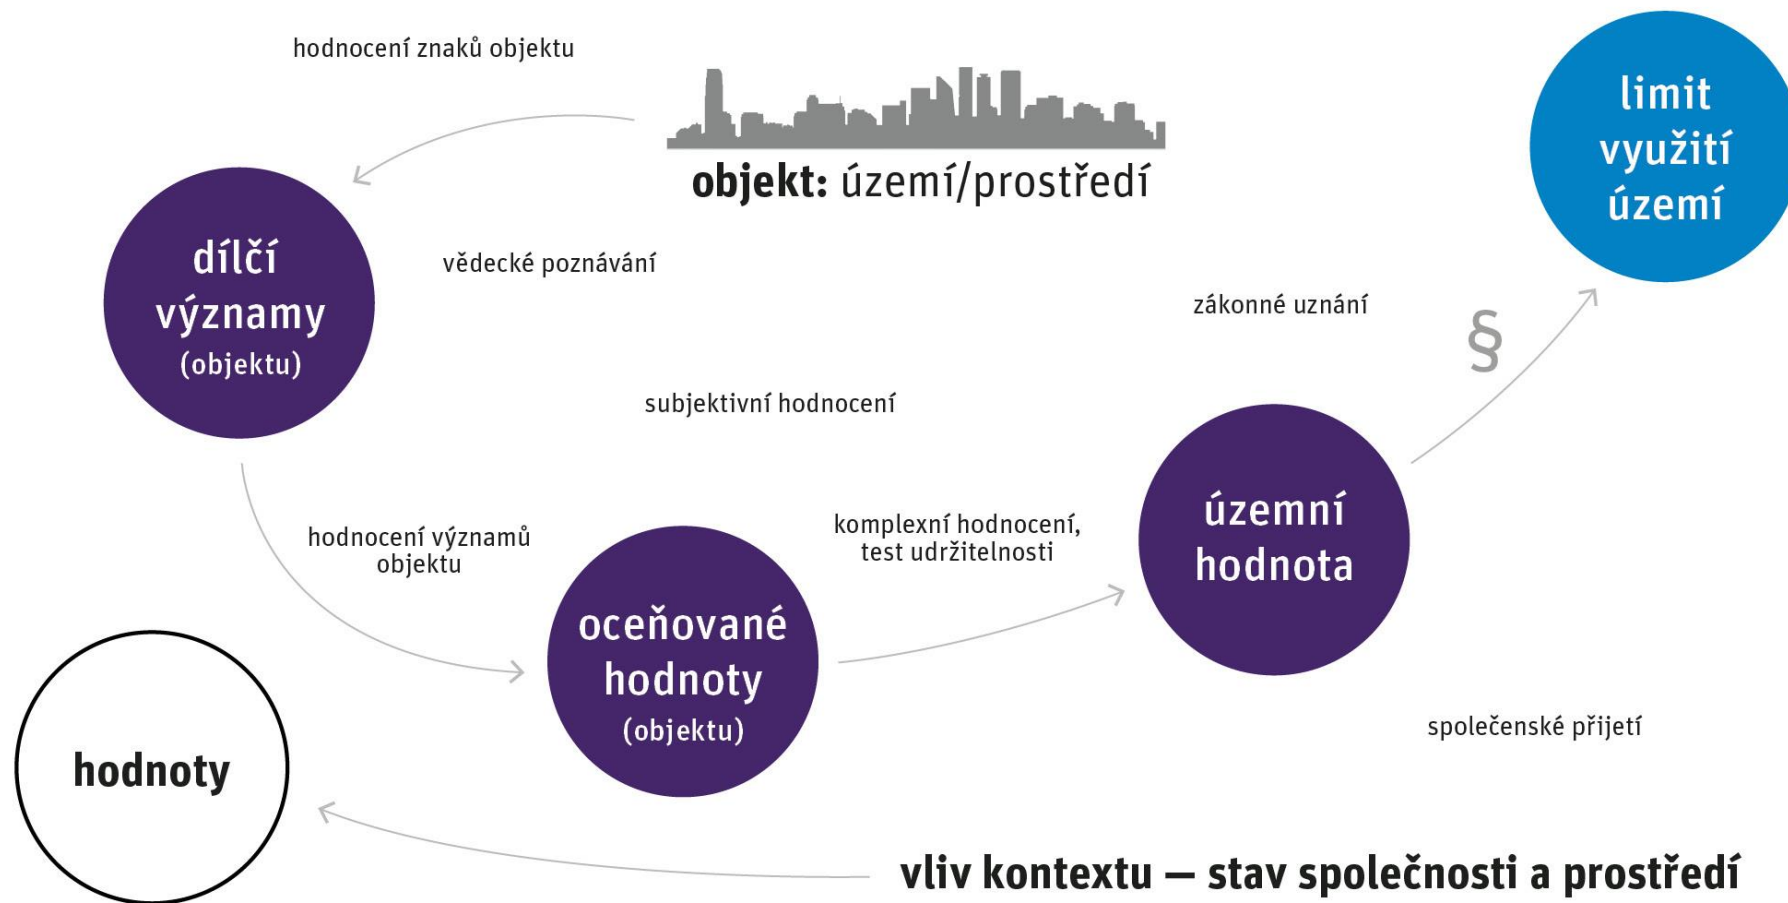 hodnocení znaků objektu
objekt: území/prostředí
limit
využití
území
dílčí
významy
(objektu)
vědecké poznávání
zákonné uznání
§
subjektivní hodnocení
hodnocení významů
objektu
komplexní hodnocení,
test udržitelnosti
územní
hodnota
oceňované
hodnoty
(objektu)
společenské přijetí
hodnoty
vliv kontextu — stav společnosti a prostředí